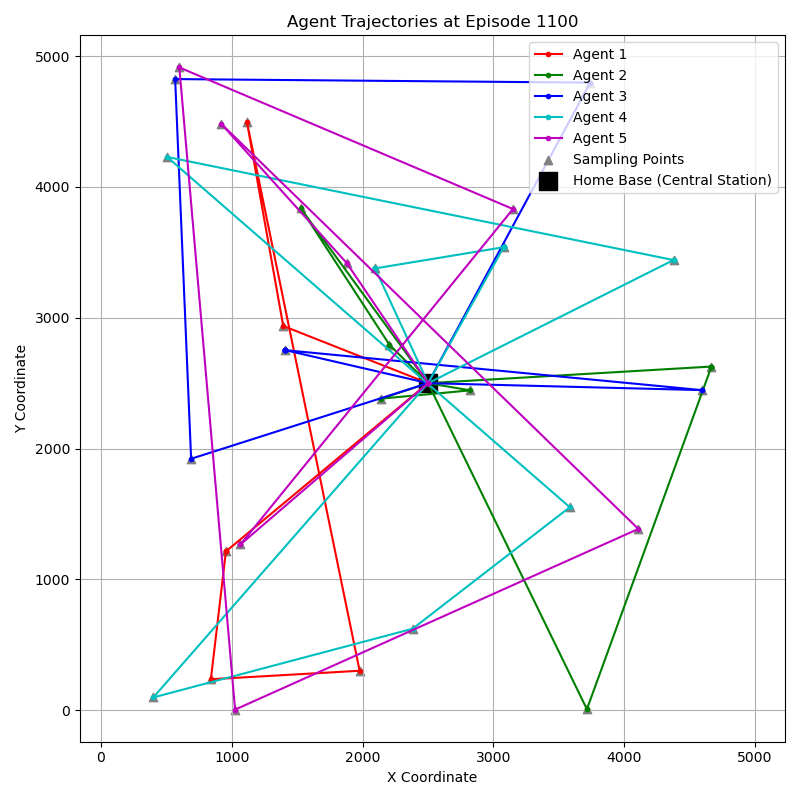 Agent Trajectories at Episode 1100
Agent 1
Agent 2
Agent 3
Agent 4
Agent 5
Sampling Points
Home Base (Central Station)
Y Coordinate
5000
4000
3000
2000
1000
0
0 1000 2000 3000 4000 5000
X Coordinate